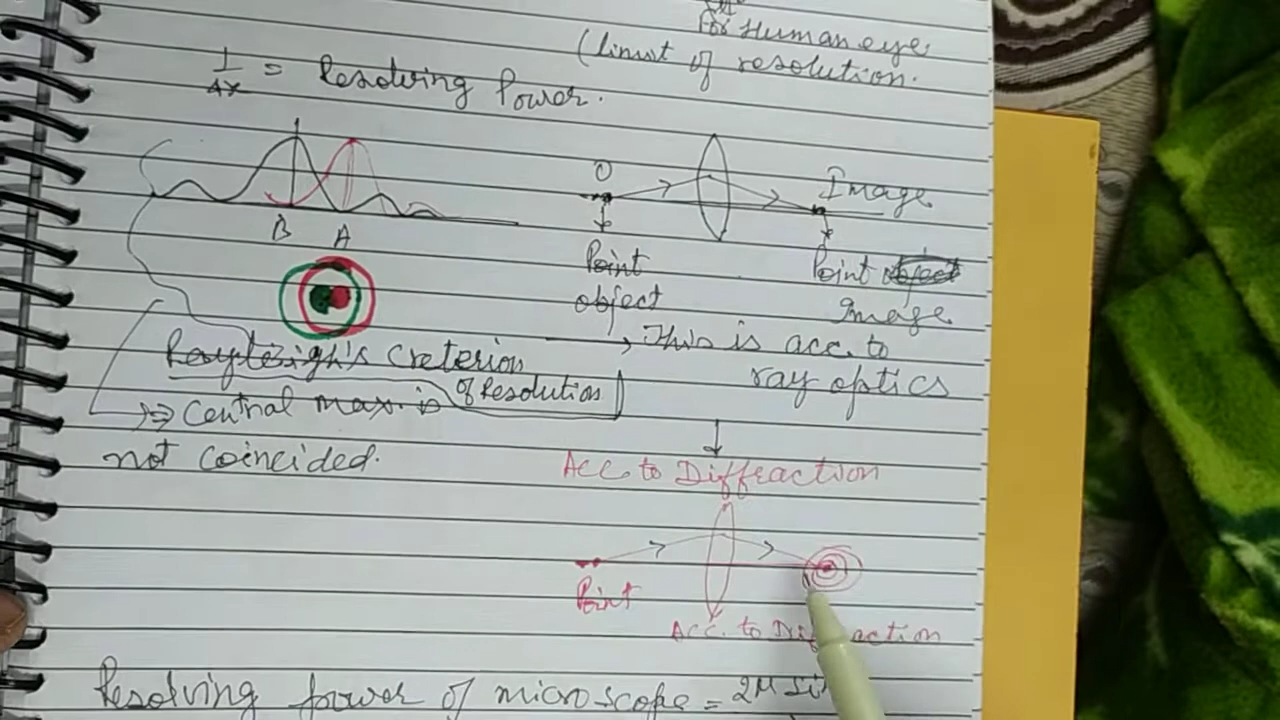 for Human eye
(limit of resolution.
1/Δx = Resolving Power.
B A
Rayleigh's Creterion
of Resolution
⇒ Central max. is
not coincided.
O
Image
Point
object
Point
Image
→ This is acc. to
ray optics
Acc. to Diffraction
Point
Acc. to Diffraction
Resolving power of microscope = 2μ Si